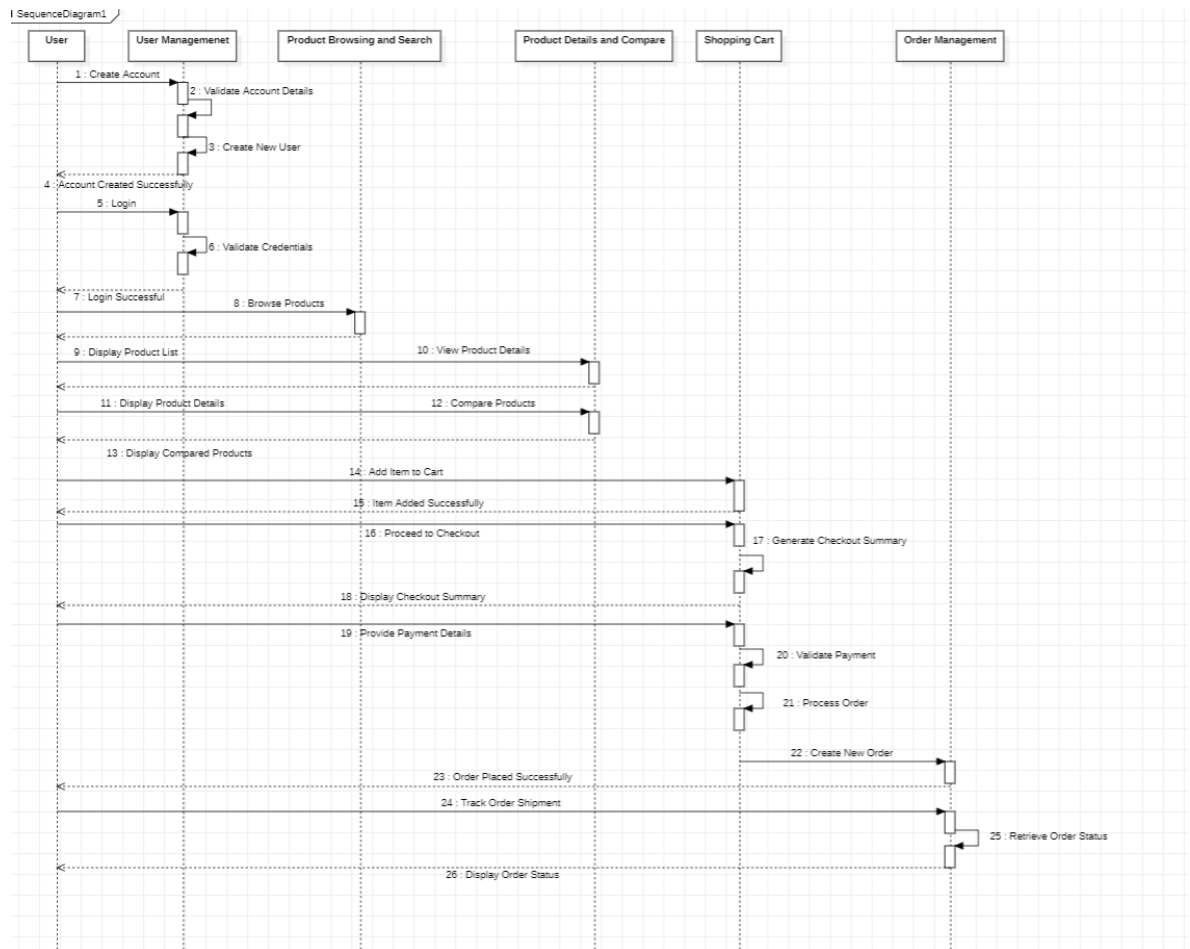 SequenceDiagram1
User
User Managemenet
Product Browsing and Search
Product Details and Compare
Shopping Cart
Order Management
1 : Create Account
2 : Validate Account Details
3 : Create New User
4 : Account Created Successfully
5 : Login
6 : Validate Credentials
7 : Login Successful
8 : Browse Products
9 : Display Product List
10 : View Product Details
11 : Display Product Details
12 : Compare Products
13 : Display Compared Products
14 : Add Item to Cart
15 : Item Added Successfully
16 : Proceed to Checkout
17 : Generate Checkout Summary
18 : Display Checkout Summary
19 : Provide Payment Details
20 : Validate Payment
21 : Process Order
22 : Create New Order
23 : Order Placed Successfully
24 : Track Order Shipment
25 : Retrieve Order Status
26 : Display Order Status